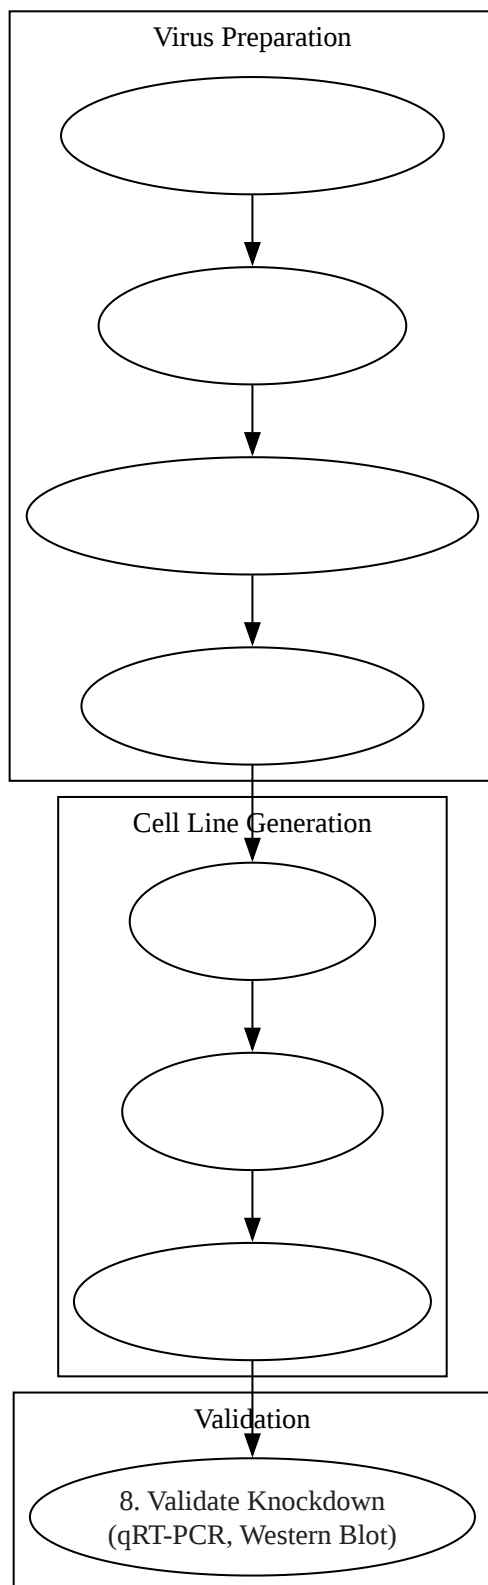 Virus Preparation
Cell Line Generation
Validation
8. Validate Knockdown
(qRT-PCR, Western Blot)